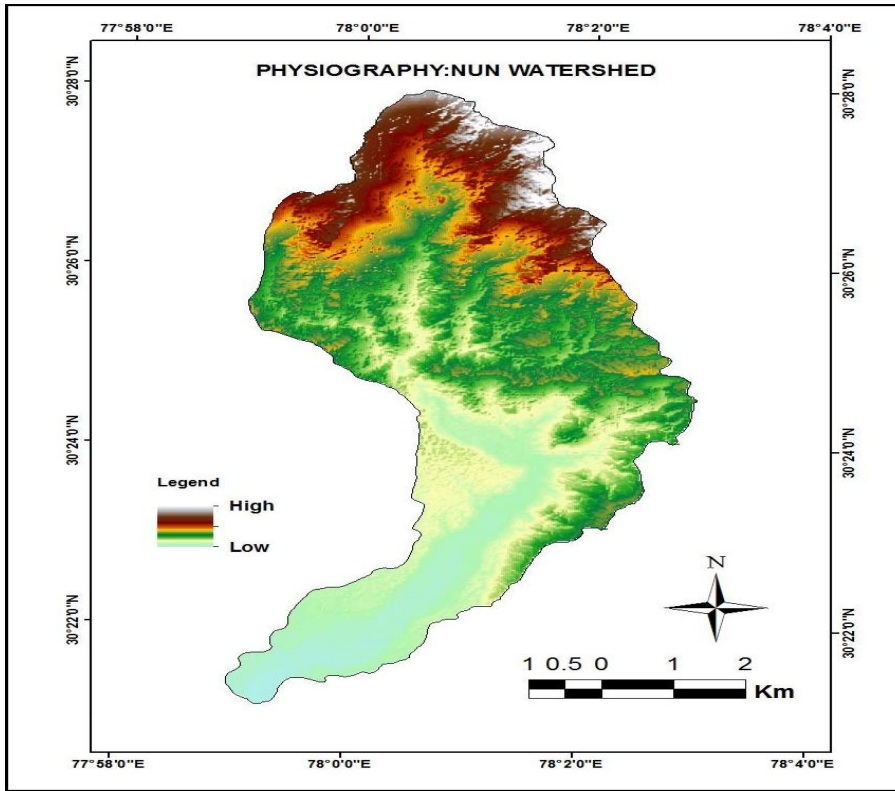 77°58'0"E 78°0'0"E 78°2'0"E 78°4'0"E
PHYSIOGRAPHY:NUN WATERSHED
30°28'0"N 30°28'0"N
30°26'0"N 30°26'0"N
30°24'0"N 30°24'0"N
Legend
High
Low
N
30°22'0"N 30°22'0"N
1 0.5 0 1 2
Km
77°58'0"E 78°0'0"E 78°2'0"E 78°4'0"E